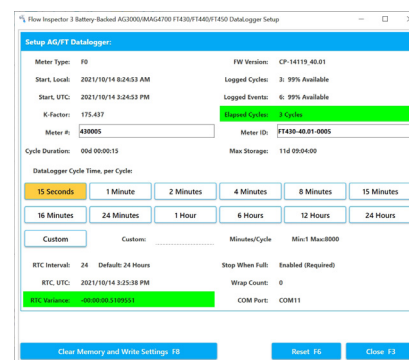 Flow Inspector 3 Battery-Backed AG3000/iMAG4700 FT430/FT440/FT450 DataLogger Setup
Setup AG/FT Datalogger:
Meter Type: F0 FW Version: CP-14119_40.01
Start, Local: 2021/10/14 8:24:53 AM Logged Cycles: 3: 99% Available
Start, UTC: 2021/10/14 3:24:53 PM Logged Events: 6: 99% Available
K-Factor: 175.437 Elapsed Cycles: 3 Cycles
Meter #: 430005 Meter ID: FT430-40.01-0005
Cycle Duration: 00d 00:00:15 Max Storage: 11d 09:04:00
DataLogger Cycle Time, per Cycle:
15 Seconds 1 Minute 2 Minutes 4 Minutes 8 Minutes 15 Minutes
16 Minutes 24 Minutes 1 Hour 6 Hours 12 Hours 24 Hours
Custom Custom: Minutes/Cycle Min:1 Max:8000
RTC Interval: 24 Default: 24 Hours Stop When Full: Enabled (Required)
RTC, UTC: 2021/10/14 3:25:38 PM Wrap Count: 0
RTC Variance: -00:00:00.5109551 COM Port: COM11
Clear Memory and Write Settings F8 Reset F6 Close F3